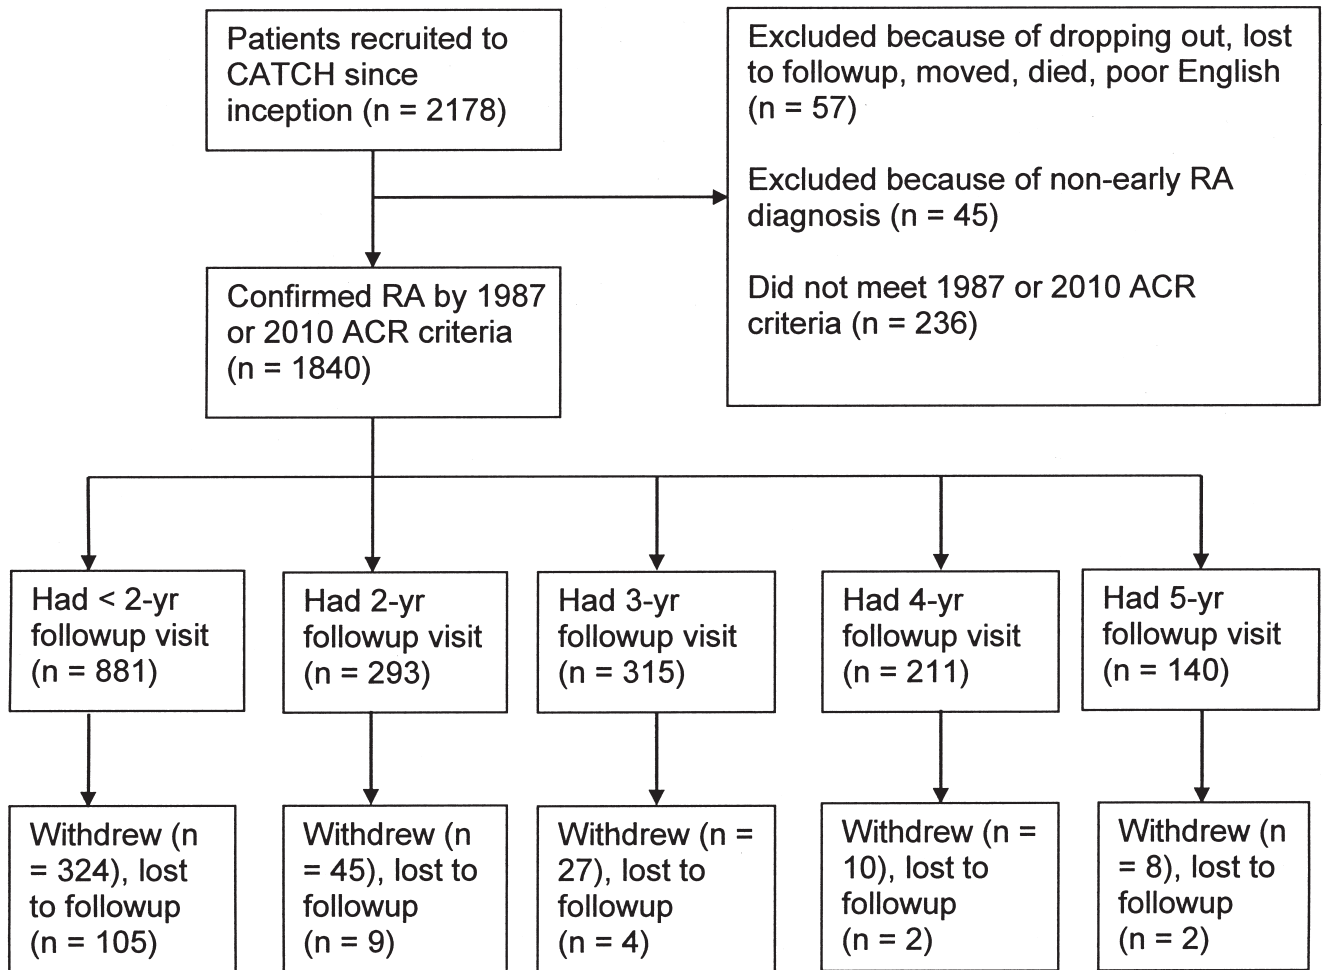 Patients recruited to
CATCH since
inception (n = 2178)
Excluded because of dropping out, lost
to followup, moved, died, poor English
(n = 57)
Excluded because of non-early RA
diagnosis (n = 45)
Did not meet 1987 or 2010 ACR
criteria (n = 236)
Confirmed RA by 1987
or 2010 ACR criteria
(n = 1840)
Had < 2-yr
followup visit
(n = 881)
Had 2-yr
followup visit
(n = 293)
Had 3-yr
followup visit
(n = 315)
Had 4-yr
followup visit
(n = 211)
Had 5-yr
followup visit
(n = 140)
Withdrew (n
= 324), lost
to followup
(n = 105)
Withdrew (n
= 45), lost to
followup
(n = 9)
Withdrew (n =
27), lost to
followup
(n = 4)
Withdrew (n =
10), lost to
followup
(n = 2)
Withdrew (n
= 8), lost to
followup
(n = 2)